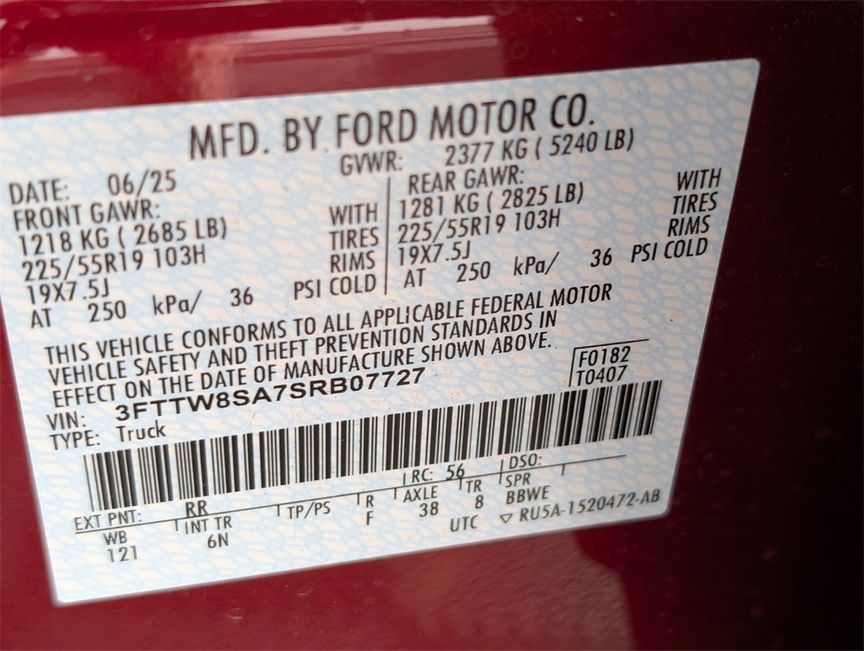 MFD. BY FORD MOTOR CO.
DATE: 06/25 GVWR: 2377 KG ( 5240 LB)
FRONT GAWR: REAR GAWR:
1218 KG ( 2685 LB) WITH 1281 KG ( 2825 LB) WITH
225/55R19 103H TIRES 225/55R19 103H TIRES
19X7.5J RIMS 19X7.5J RIMS
AT 250 kPa/ 36 PSI COLD AT 250 kPa/ 36 PSI COLD
THIS VEHICLE CONFORMS TO ALL APPLICABLE FEDERAL MOTOR
VEHICLE SAFETY AND THEFT PREVENTION STANDARDS IN
EFFECT ON THE DATE OF MANUFACTURE SHOWN ABOVE.
VIN: 3FTTW8SA7SRB07727 F0182
TYPE: Truck T0407
EXT PNT: RR RC: 56 DSO:
WB INT TR TP/PS R AXLE TR SPR
121 6N F 38 8 BBWE
UTC ▽ RU5A-1520472-AB